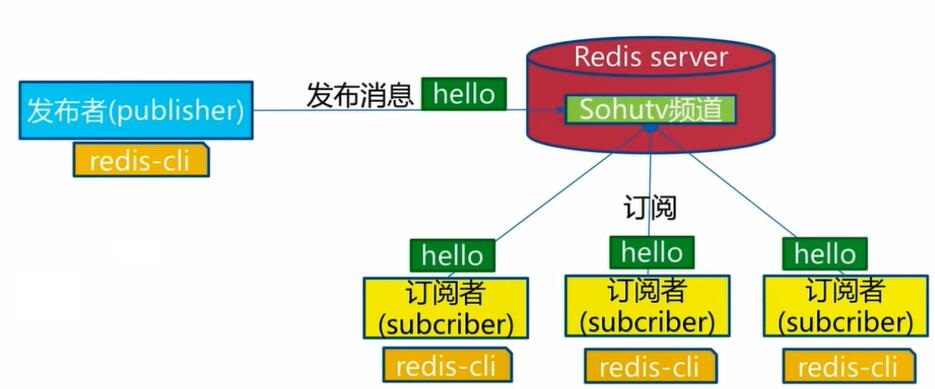 Redis server
发布消息 hello
Sohutv频道
发布者(publisher)
redis-cli
订阅
hello
hello
hello
订阅者
(subcriber)
订阅者
(subcriber)
订阅者
(subcriber)
redis-cli
redis-cli
redis-cli